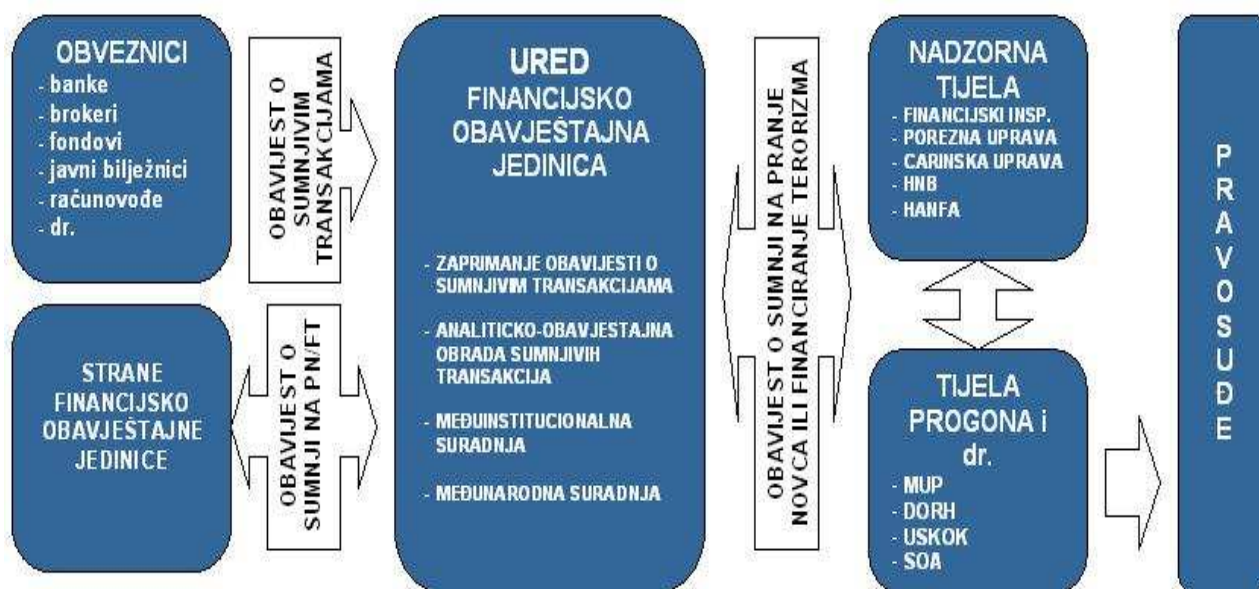 OBVEZNICI
- banke
- brokeri
- fondovi
- javni bilježnici
- računovođe
- dr.
OBAVIJEST O
SUMNJIVIM
TRANSAKCIJAMA
STRANE
FINANCIJSKO
OBAVJEŠTAJNE
JEDINICE
OBAVIJEST O
SUMNJI NA PN/FT
URED
FINANCIJSKO
OBAVJEŠTAJNA
JEDINICA
- ZAPRIMANJE OBAVIJESTI O
SUMNJIVIM TRANSAKCIJAMA
- ANALITICKO-OBAVJESTAJNA
OBRADA SUMNJIVIH
TRANSAKCIJA
- MEĐUINSTITUCIONALNA
SURADNJA
- MEĐUNARODNA SURADNJA
OBAVIJEST O SUMNJI NA PRANJE
NOVCA ILI FINANCIRANJE TERORIZMA
NADZORNA
TIJELA
- FINANCIJSKI INSP.
- POREZNA UPRAVA
- CARINSKA UPRAVA
- HNB
- HANFA
TIJELA
PROGONA i
dr.
- MUP
- DORH
- USKOK
- SOA
PRAVOSUĐE